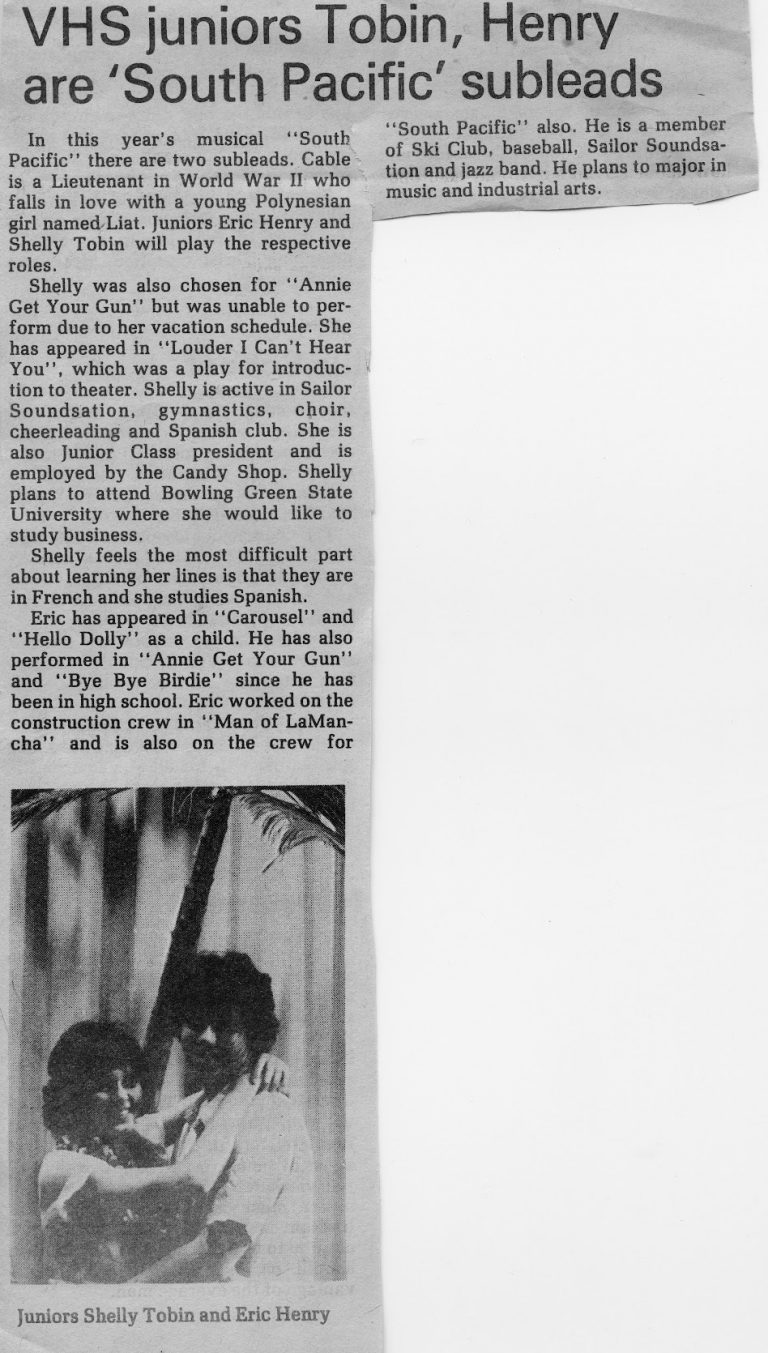 VHS juniors Tobin, Henry
are 'South Pacific' subleads
In this year's musical "South
Pacific" there are two subleads. Cable
is a Lieutenant in World War II who
falls in love with a young Polynesian
girl named Liat. Juniors Eric Henry and
Shelly Tobin will play the respective
roles.
Shelly was also chosen for "Annie
Get Your Gun" but was unable to per-
form due to her vacation schedule. She
has appeared in "Louder I Can't Hear
You", which was a play for introduc-
tion to theater. Shelly is active in Sailor
Soundsation, gymnastics, choir,
cheerleading and Spanish club. She is
also Junior Class president and is
employed by the Candy Shop. Shelly
plans to attend Bowling Green State
University where she would like to
study business.
Shelly feels the most difficult part
about learning her lines is that they are
in French and she studies Spanish.
Eric has appeared in "Carousel" and
"Hello Dolly" as a child. He has also
performed in "Annie Get Your Gun"
and "Bye Bye Birdie" since he has
been in high school. Eric worked on the
construction crew in "Man of LaMan-
cha" and is also on the crew for
"South Pacific" also. He is a member
of Ski Club, baseball, Sailor Soundsa-
tion and jazz band. He plans to major in
music and industrial arts.
Juniors Shelly Tobin and Eric Henry